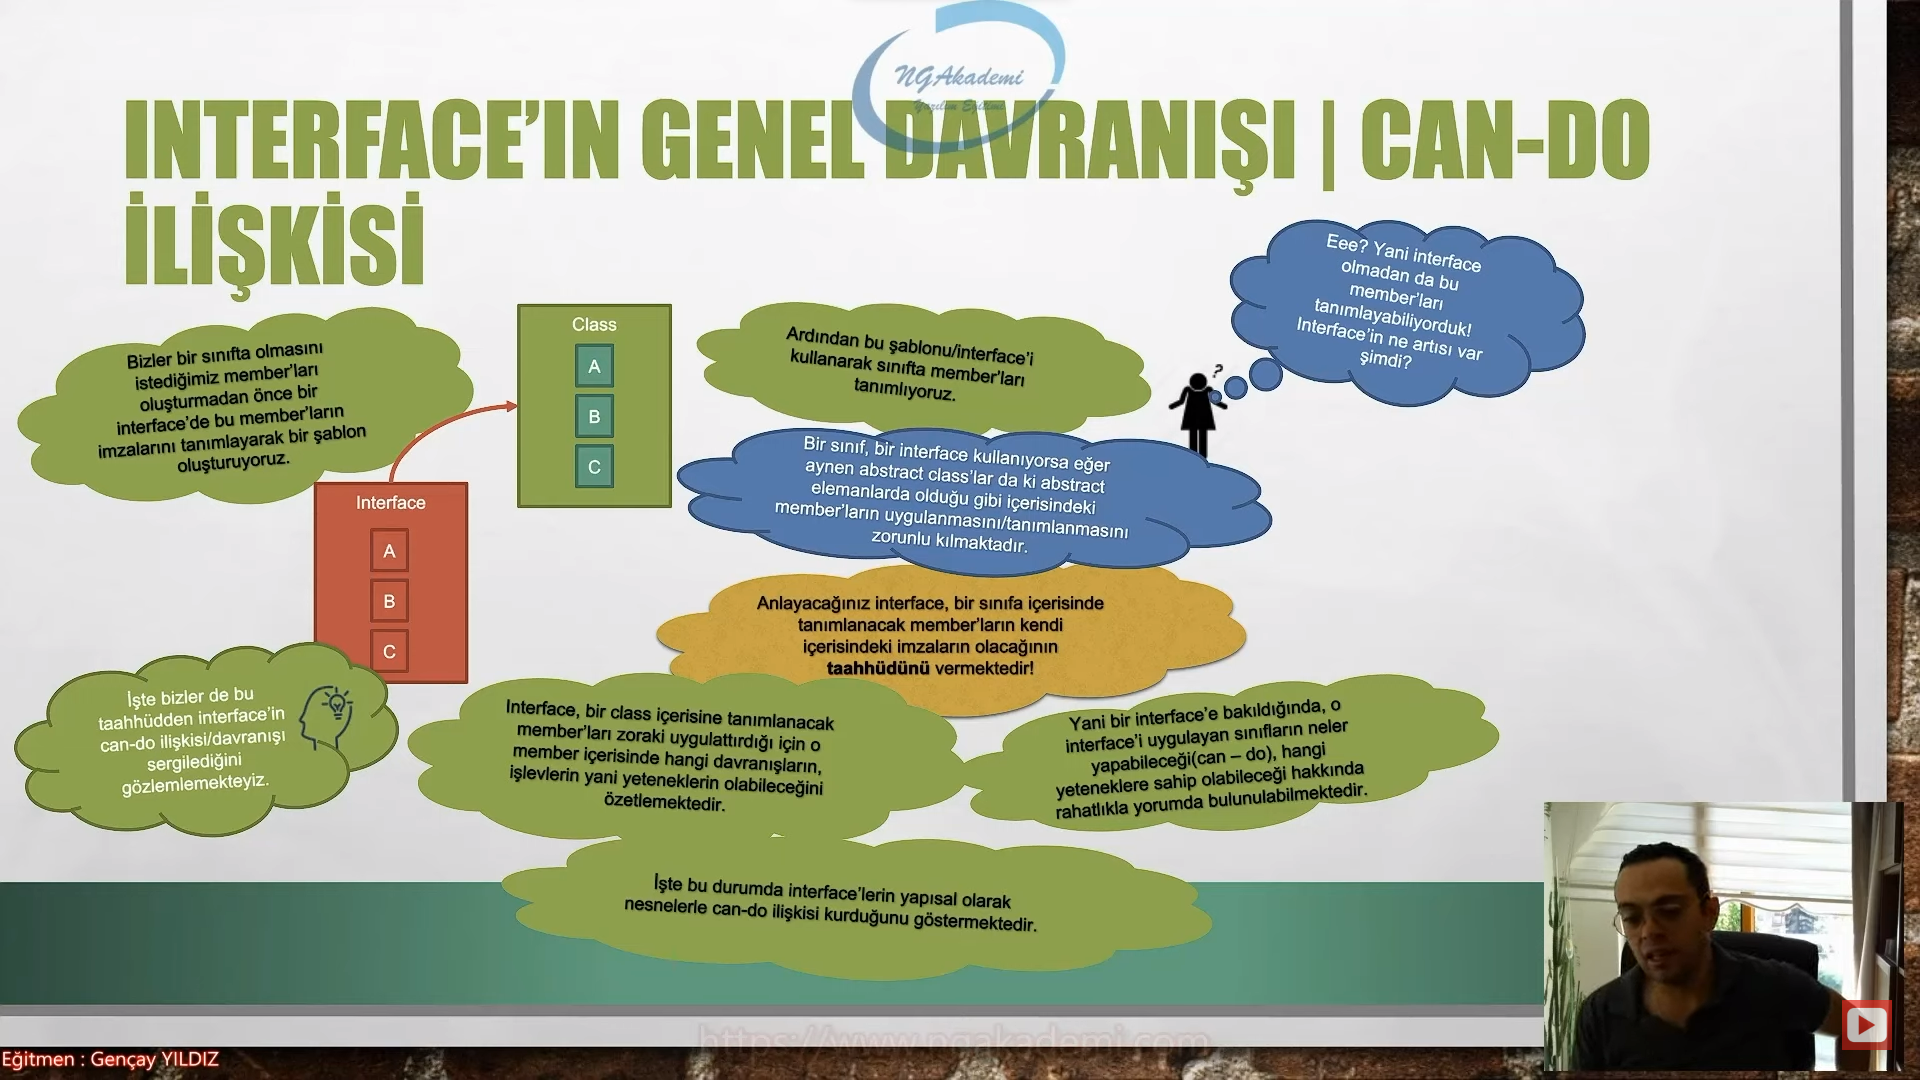 NGAkademi
Yazılım Eğitimi
INTERFACE’IN GENEL DAVRANIŞI | CAN-DO
İLİŞKİSİ
Eee? Yani interface
olmadan da bu
member’ları
tanımlayabiliyorduk!
Interface’in ne artısı var
şimdi?
Bizler bir sınıfta olmasını
istediğimiz member’ları
oluşturmadan önce bir
interface’de bu member’ların
imzalarını tanımlayarak bir şablon
oluşturuyoruz.
Class
A
B
C
Ardından bu şablonu/interface’i
kullanarak sınıfta member’ları
tanımlıyoruz.
?
Bir sınıf, bir interface kullanıyorsa eğer
aynen abstract class’lar da ki abstract
elemanlarda olduğu gibi içerisindeki
member’ların uygulanmasını/tanımlanmasını
zorunlu kılmaktadır.
Interface
A
B
C
Anlayacağınız interface, bir sınıfa içerisinde
tanımlanacak member’ların kendi
içerisindeki imzaların olacağının
taahhüdünü vermektedir!
İşte bizler de bu
taahhüdden interface’in
can-do ilişkisi/davranışı
sergilediğini
gözlemlemekteyiz.
Interface, bir class içerisine tanımlanacak
member’ları zoraki uygulattırdığı için o
member içerisinde hangi davranışların,
işlevlerin yani yeteneklerin olabileceğini
özetlemektedir.
Yani bir interface’e bakıldığında, o
interface’i uygulayan sınıfların neler
yapabileceği(can – do), hangi
yeteneklere sahip olabileceği hakkında
rahatlıkla yorumda bulunulabilmektedir.
İşte bu durumda interface’lerin yapısal olarak
nesnelerle can-do ilişkisi kurduğunu göstermektedir.
https://www.ngakademi.com
Eğitmen : Gençay YILDIZ